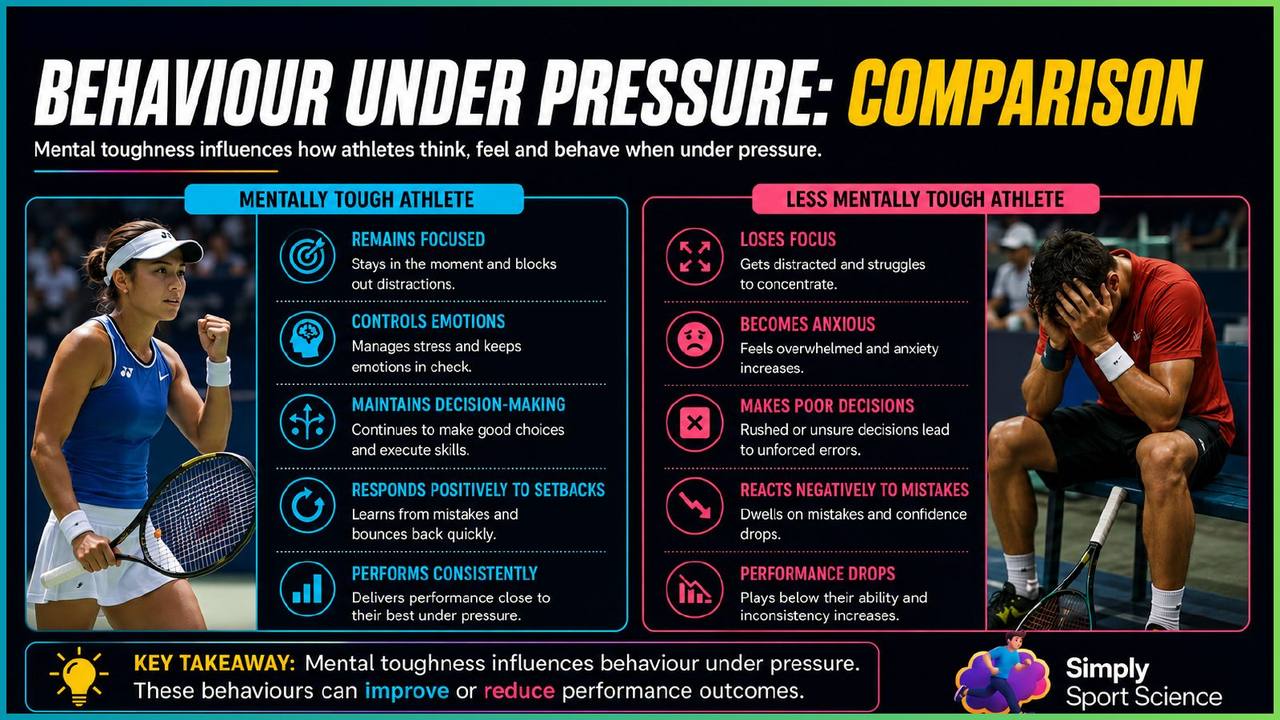 BEHAVIOUR UNDER PRESSURE: COMPARISON
Mental toughness influences how athletes think, feel and behave when under pressure.
MENTALLY TOUGH ATHLETE
REMAINS FOCUSED
Stays in the moment and blocks
out distractions.
CONTROLS EMOTIONS
Manages stress and keeps
emotions in check.
MAINTAINS DECISION-MAKING
Continues to make good choices
and execute skills.
RESPONDS POSITIVELY TO SETBACKS
Learns from mistakes and
bounces back quickly.
PERFORMS CONSISTENTLY
Delivers performance close to
their best under pressure.
LESS MENTALLY TOUGH ATHLETE
LOSES FOCUS
Gets distracted and struggles
to concentrate.
BECOMES ANXIOUS
Feels overwhelmed and anxiety
increases.
MAKES POOR DECISIONS
Rushed or unsure decisions lead
to unforced errors.
REACTS NEGATIVELY TO MISTAKES
Dwells on mistakes and confidence
drops.
PERFORMANCE DROPS
Plays below their ability and
inconsistency increases.
KEY TAKEAWAY: Mental toughness influences behaviour under pressure.
These behaviours can improve or reduce performance outcomes.
Simply
Sport Science